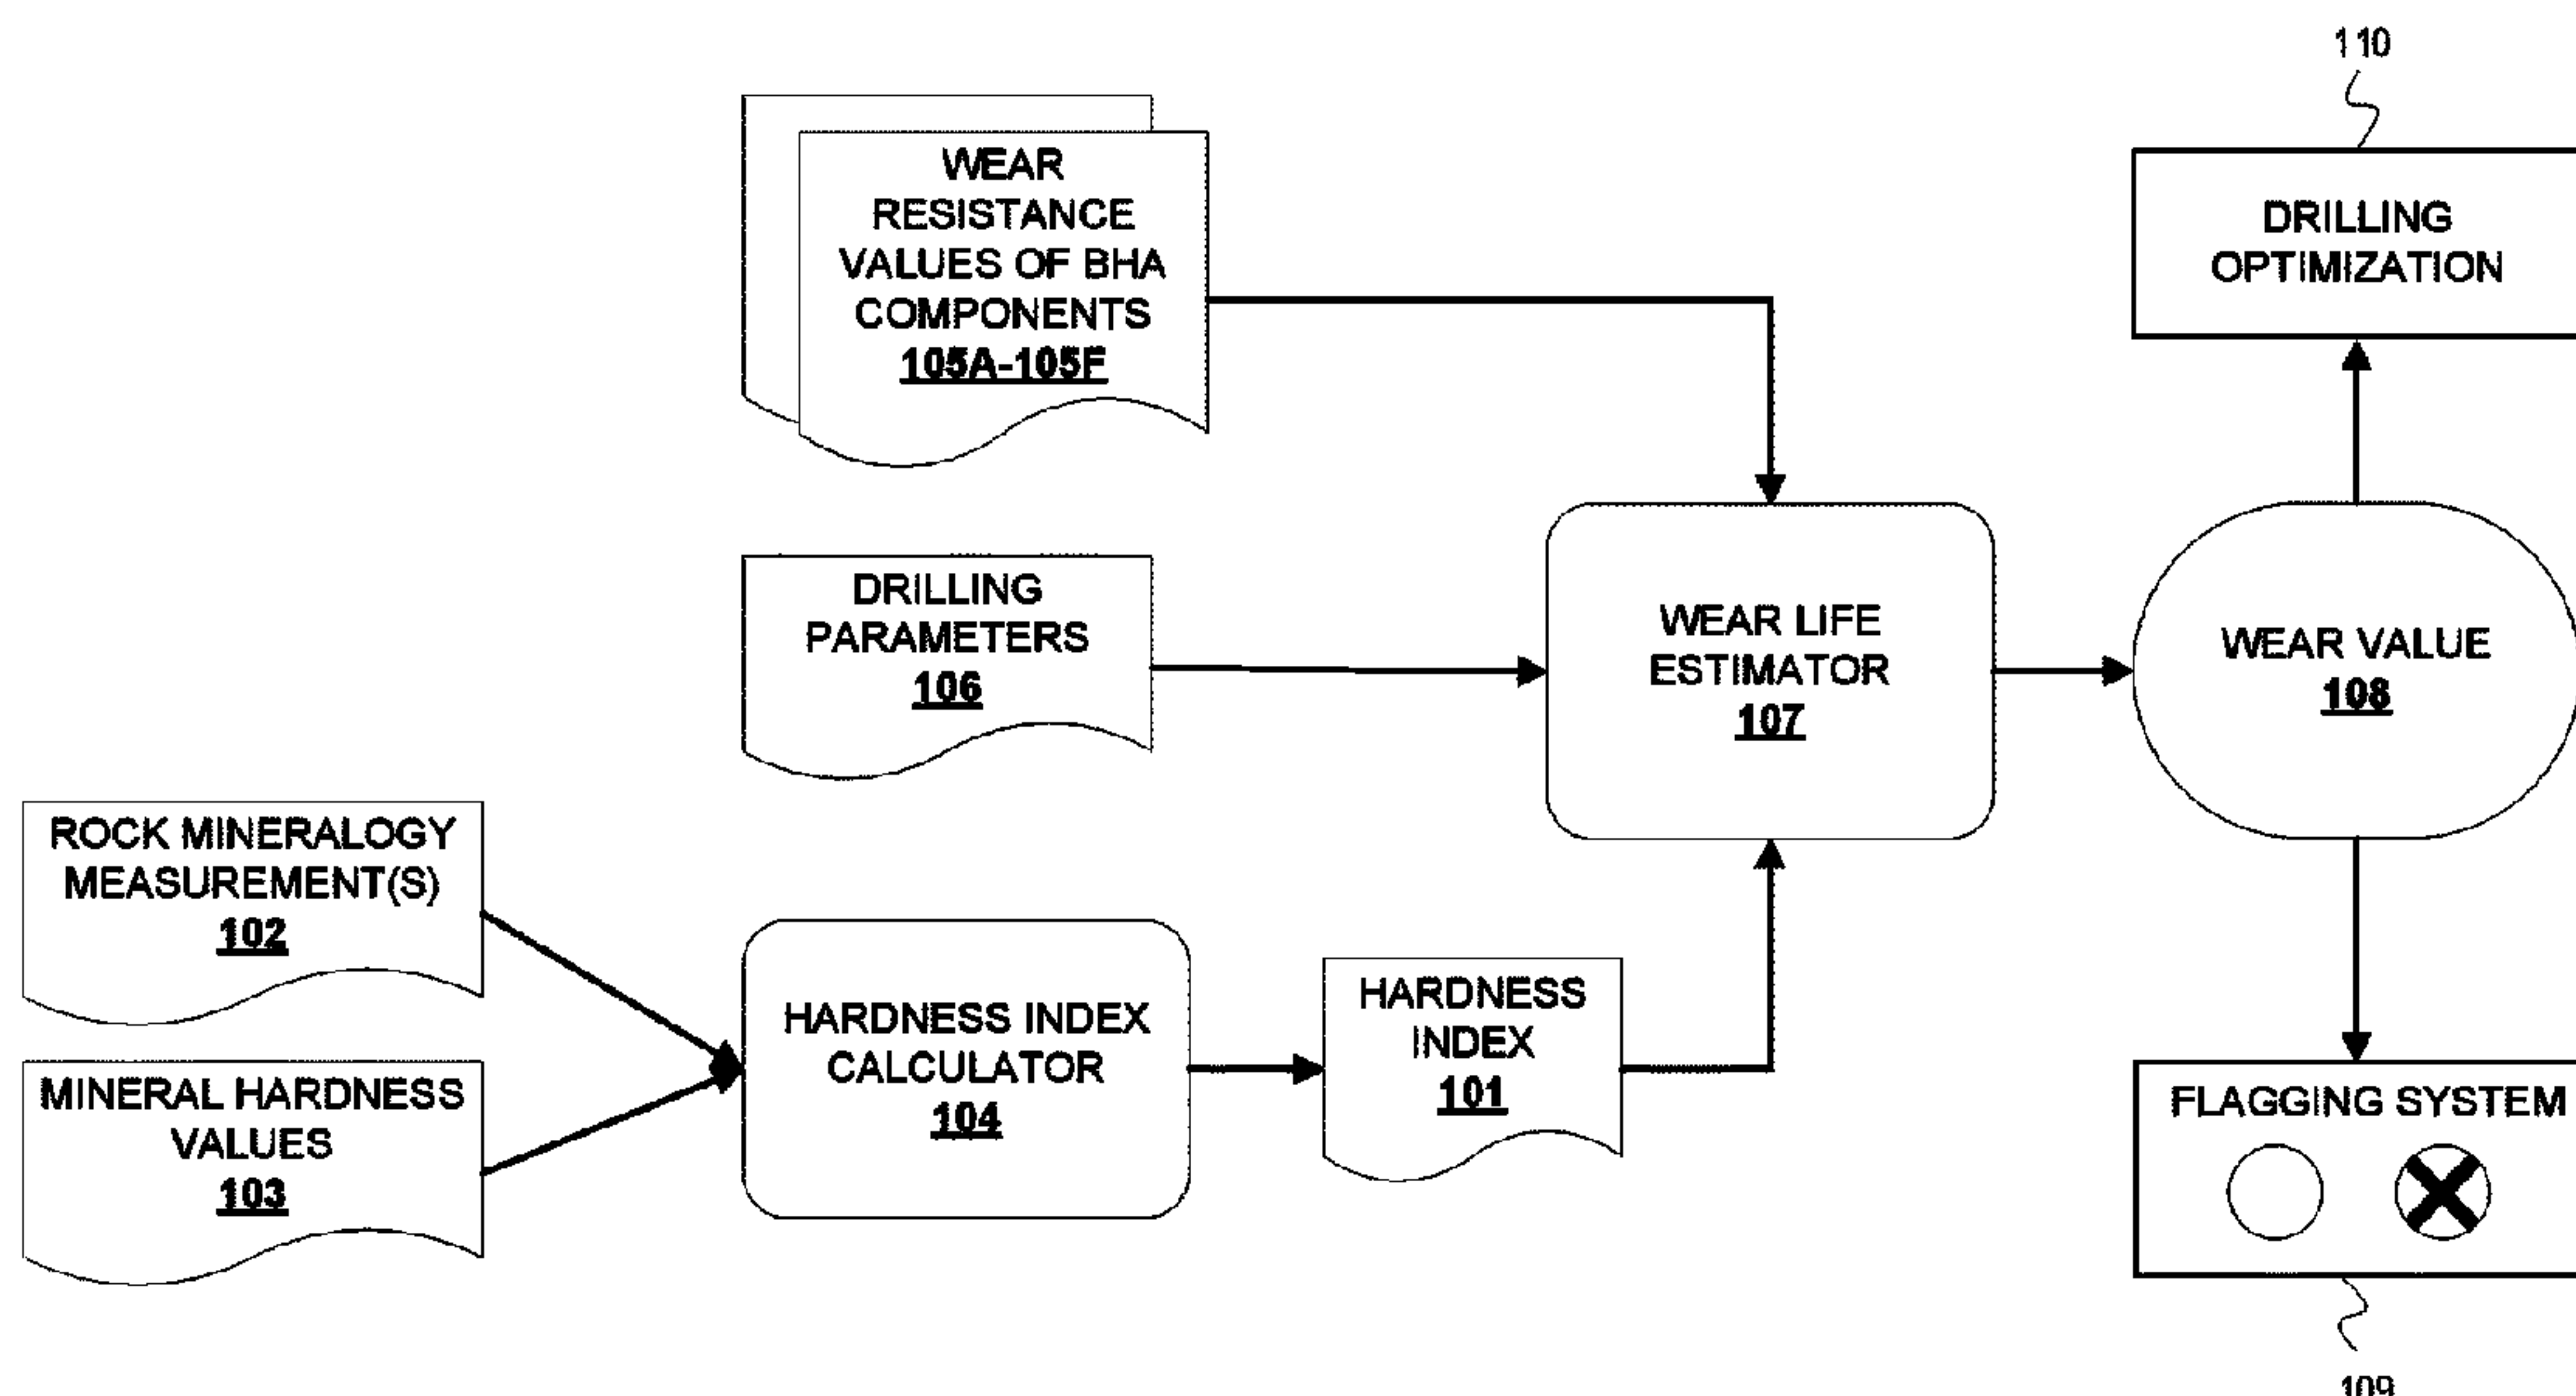 110
WEAR
RESISTANCE
VALUES OF BHA
COMPONENTS
105A-105F
DRILLING
OPTIMIZATION
DRILLING
PARAMETERS
106
WEAR LIFE
ESTIMATOR
107
WEAR VALUE
108
ROCK MINERALOGY
MEASUREMENT(S)
102
MINERAL HARDNESS
VALUES
103
HARDNESS INDEX
CALCULATOR
104
HARDNESS
INDEX
101
FLAGGING SYSTEM
109